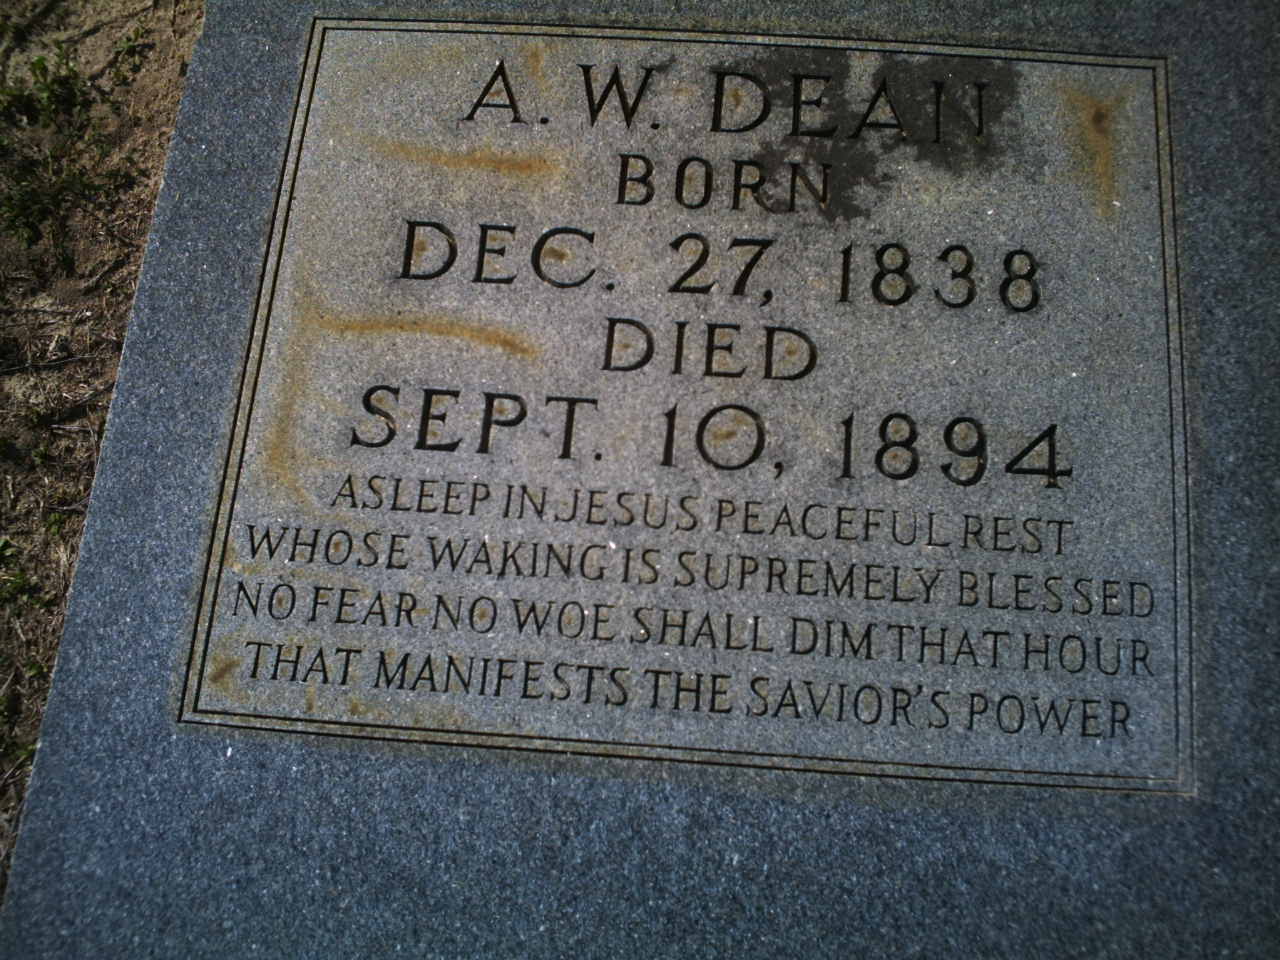 A. W. DEAN
BORN
DEC. 27, 1838
DIED
SEPT. 10, 1894
ASLEEP IN JESUS PEACEFUL REST
WHOSE WAKING IS SUPREMELY BLESSED
NO FEAR NO WOE SHALL DIM THAT HOUR
THAT MANIFESTS THE SAVIOR'S POWER